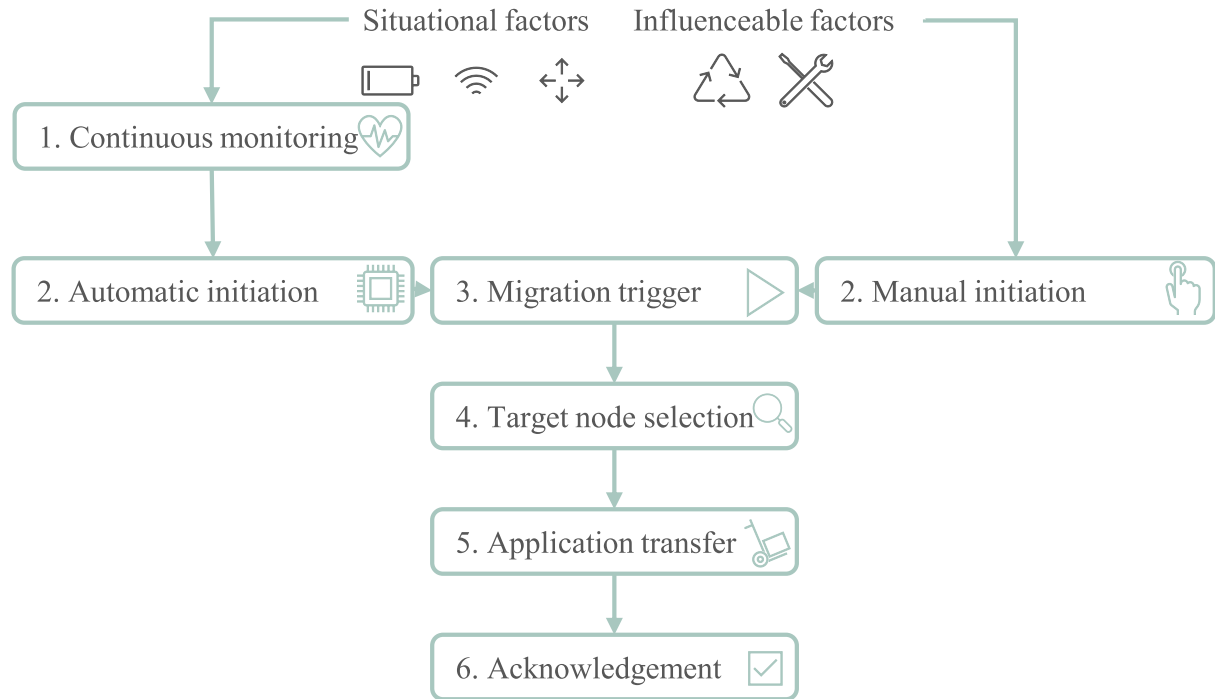 Situational factors
Influenceable factors
1. Continuous monitoring
2. Automatic initiation
3. Migration trigger
2. Manual initiation
4. Target node selection
5. Application transfer
6. Acknowledgement